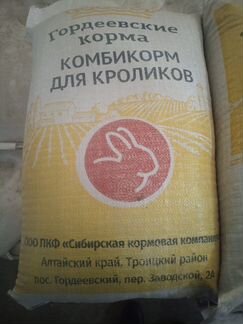 Гордеевские
корма
КОМБИКОРМ
ДЛЯ КРОЛИКОВ
ООО ПКФ «Сибирская кормовая компания
Алтайский край, Троицкий район
пос. Гордеевский, пер. Заводской, 2А